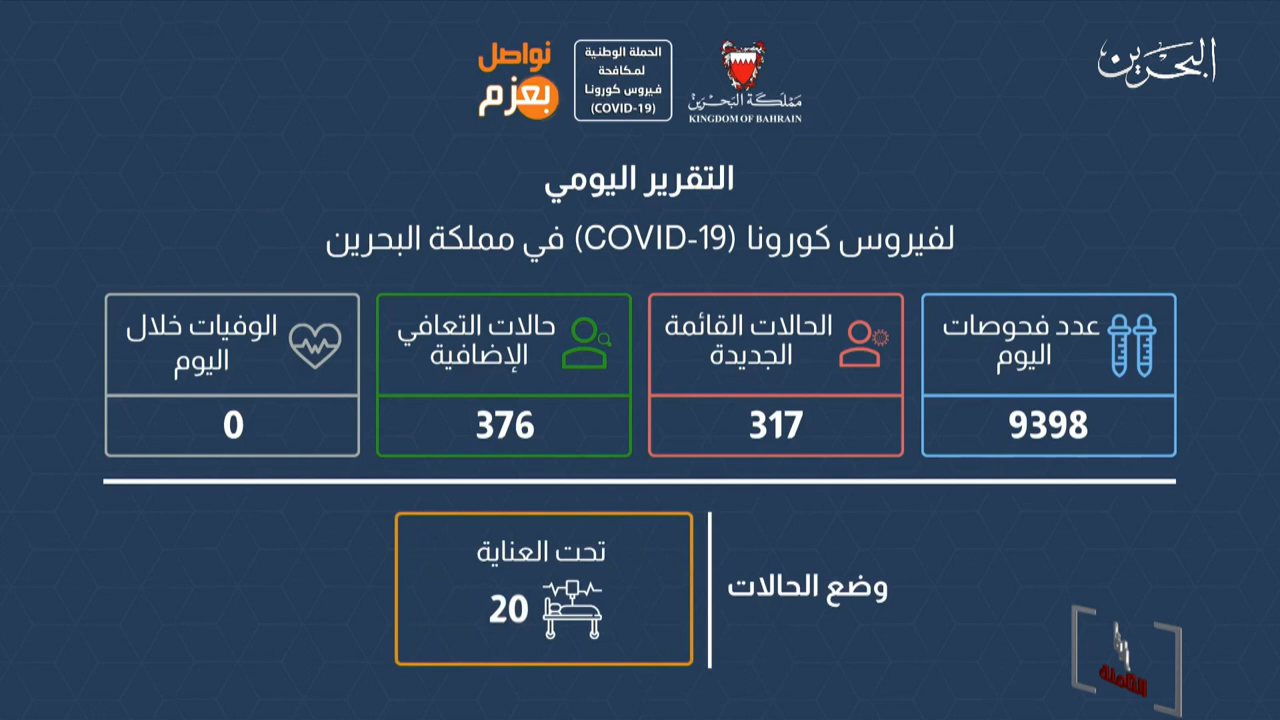 البحرين
مملكة البحرين
KINGDOM OF BAHRAIN
الحملة الوطنية
لمكافحة
فيروس كورونا
(COVID-19)
نواصل
بعزم
التقرير اليومي
لفيروس كورونا (COVID-19) في مملكة البحرين
عدد فحوصات
اليوم
9398
الحالات القائمة
الجديدة
317
حالات التعافي
الإضافية
376
الوفيات خلال
اليوم
0
وضع الحالات
تحت العناية
20
الثامنة